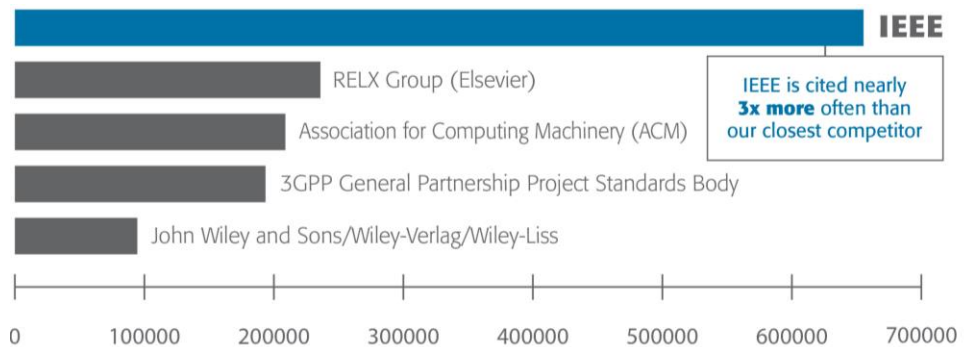 IEEE
RELX Group (Elsevier)
Association for Computing Machinery (ACM)
3GPP General Partnership Project Standards Body
John Wiley and Sons/Wiley-Verlag/Wiley-Liss
IEEE is cited nearly
3x more often than
our closest competitor
0 100000 200000 300000 400000 500000 600000 700000